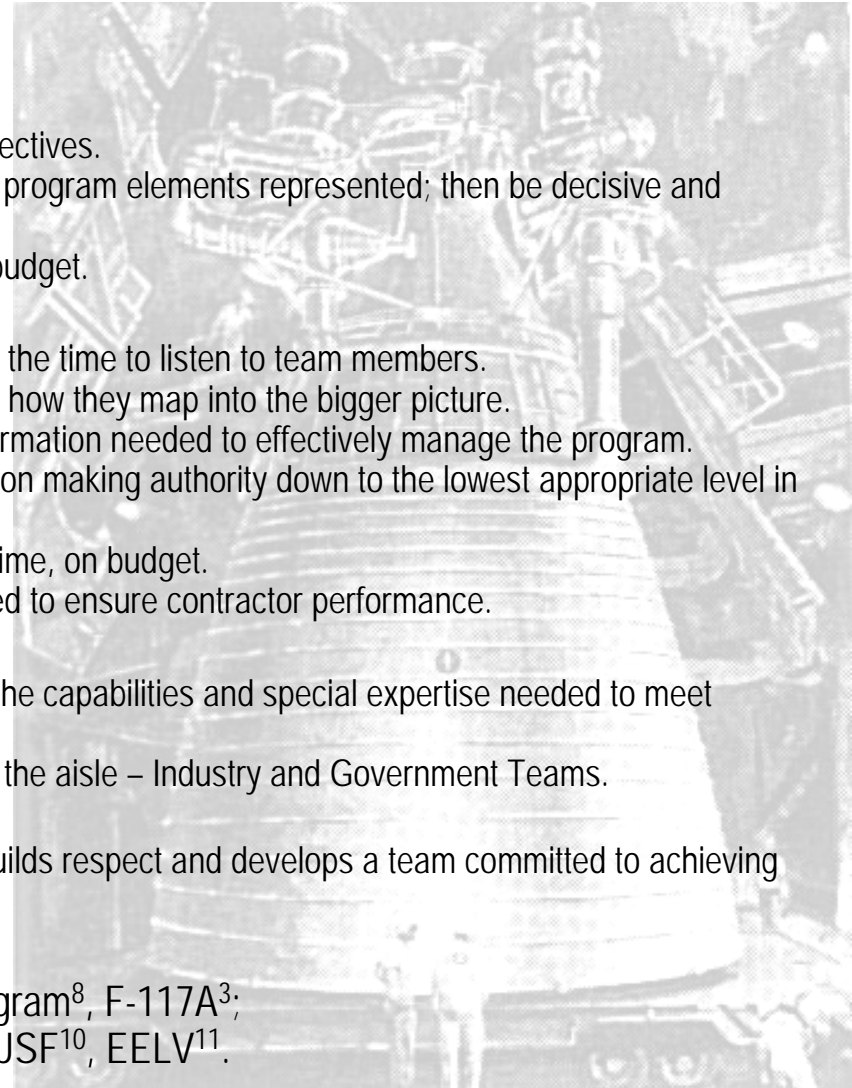 ectives.
program elements represented; then be decisive and
budget.
the time to listen to team members.
how they map into the bigger picture.
ormation needed to effectively manage the program.
on making authority down to the lowest appropriate level in
ime, on budget.
ed to ensure contractor performance.
he capabilities and special expertise needed to meet
the aisle – Industry and Government Teams.
uilds respect and develops a team committed to achieving
gram⁸, F-117A³;
JSF¹⁰, EELV¹¹.